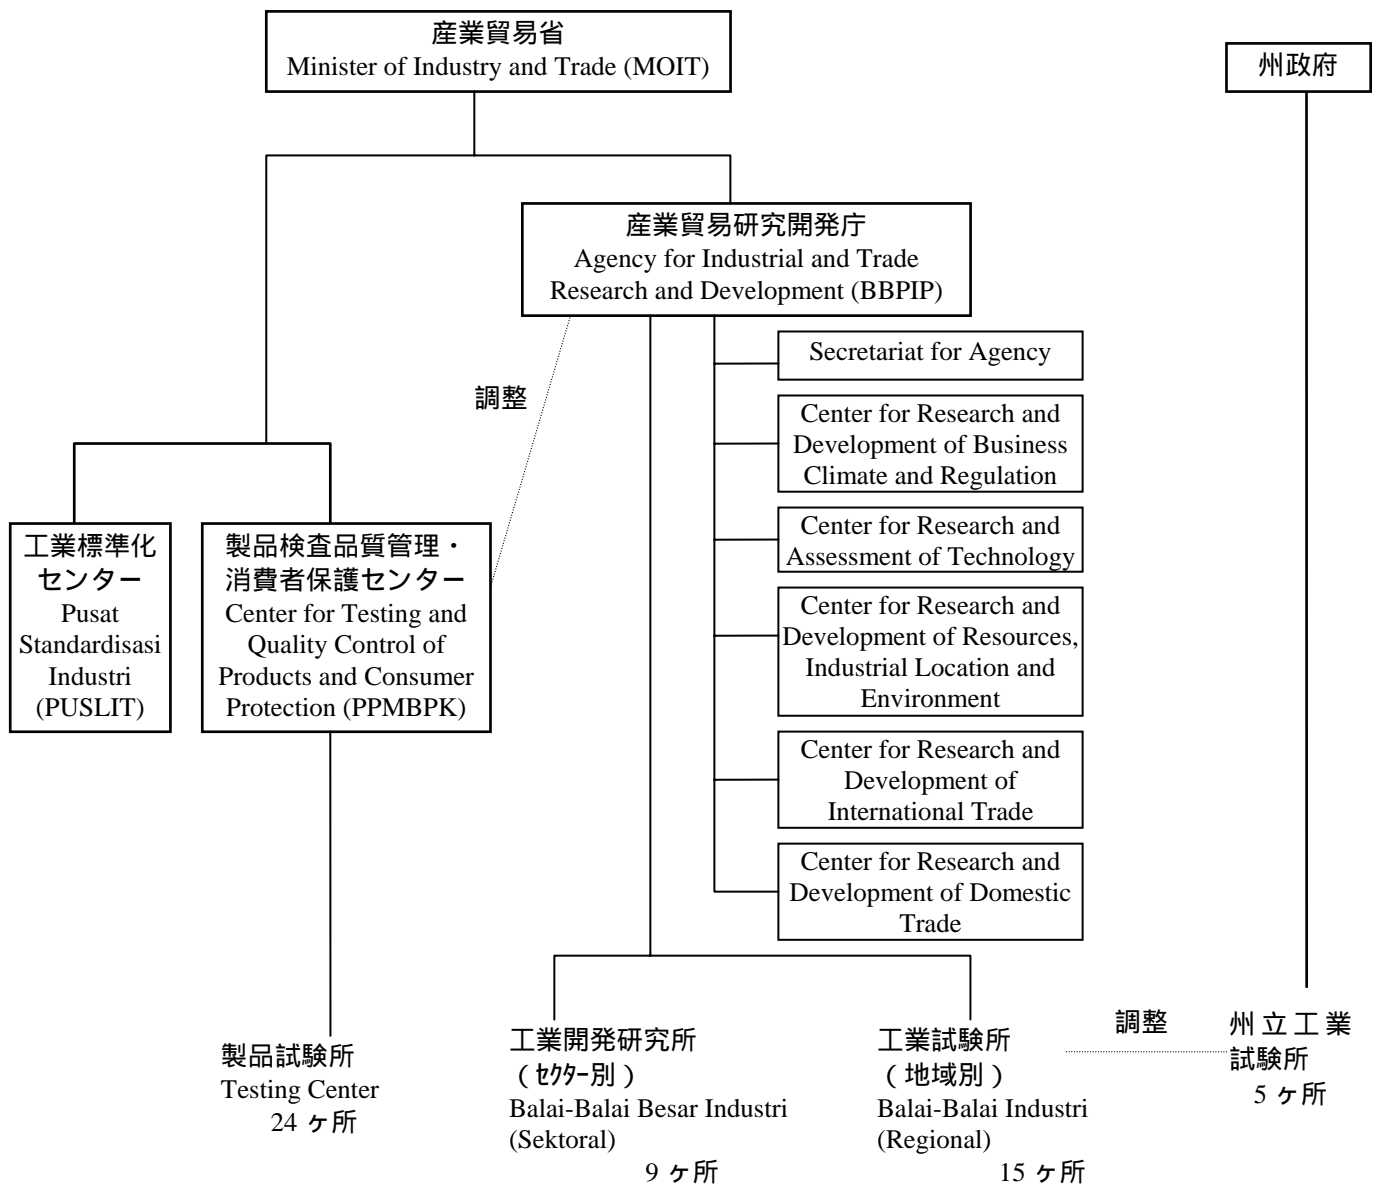 産業貿易省
Minister of Industry and Trade (MOIT)
州政府
産業貿易研究開発庁
Agency for Industrial and Trade
Research and Development (BBPIP)
Secretariat for Agency
調整
Center for Research and
Development of Business
Climate and Regulation
Center for Research and
Assessment of Technology
Center for Research and
Development of Resources,
Industrial Location and
Environment
Center for Research and
Development of
International Trade
Center for Research and
Development of Domestic
Trade
工業標準化
センター
Pusat
Standardisasi
Industri
(PUSLIT)
製品検査品質管理・
消費者保護センター
Center for Testing and
Quality Control of
Products and Consumer
Protection (PPMBPK)
製品試験所
Testing Center
24 ヶ所
工業開発研究所
（セクター別）
Balai-Balai Besar Industri
(Sektoral)
9 ヶ所
工業試験所
（地域別）
Balai-Balai Industri
(Regional)
15 ヶ所
調整
州立工業
試験所
5 ヶ所